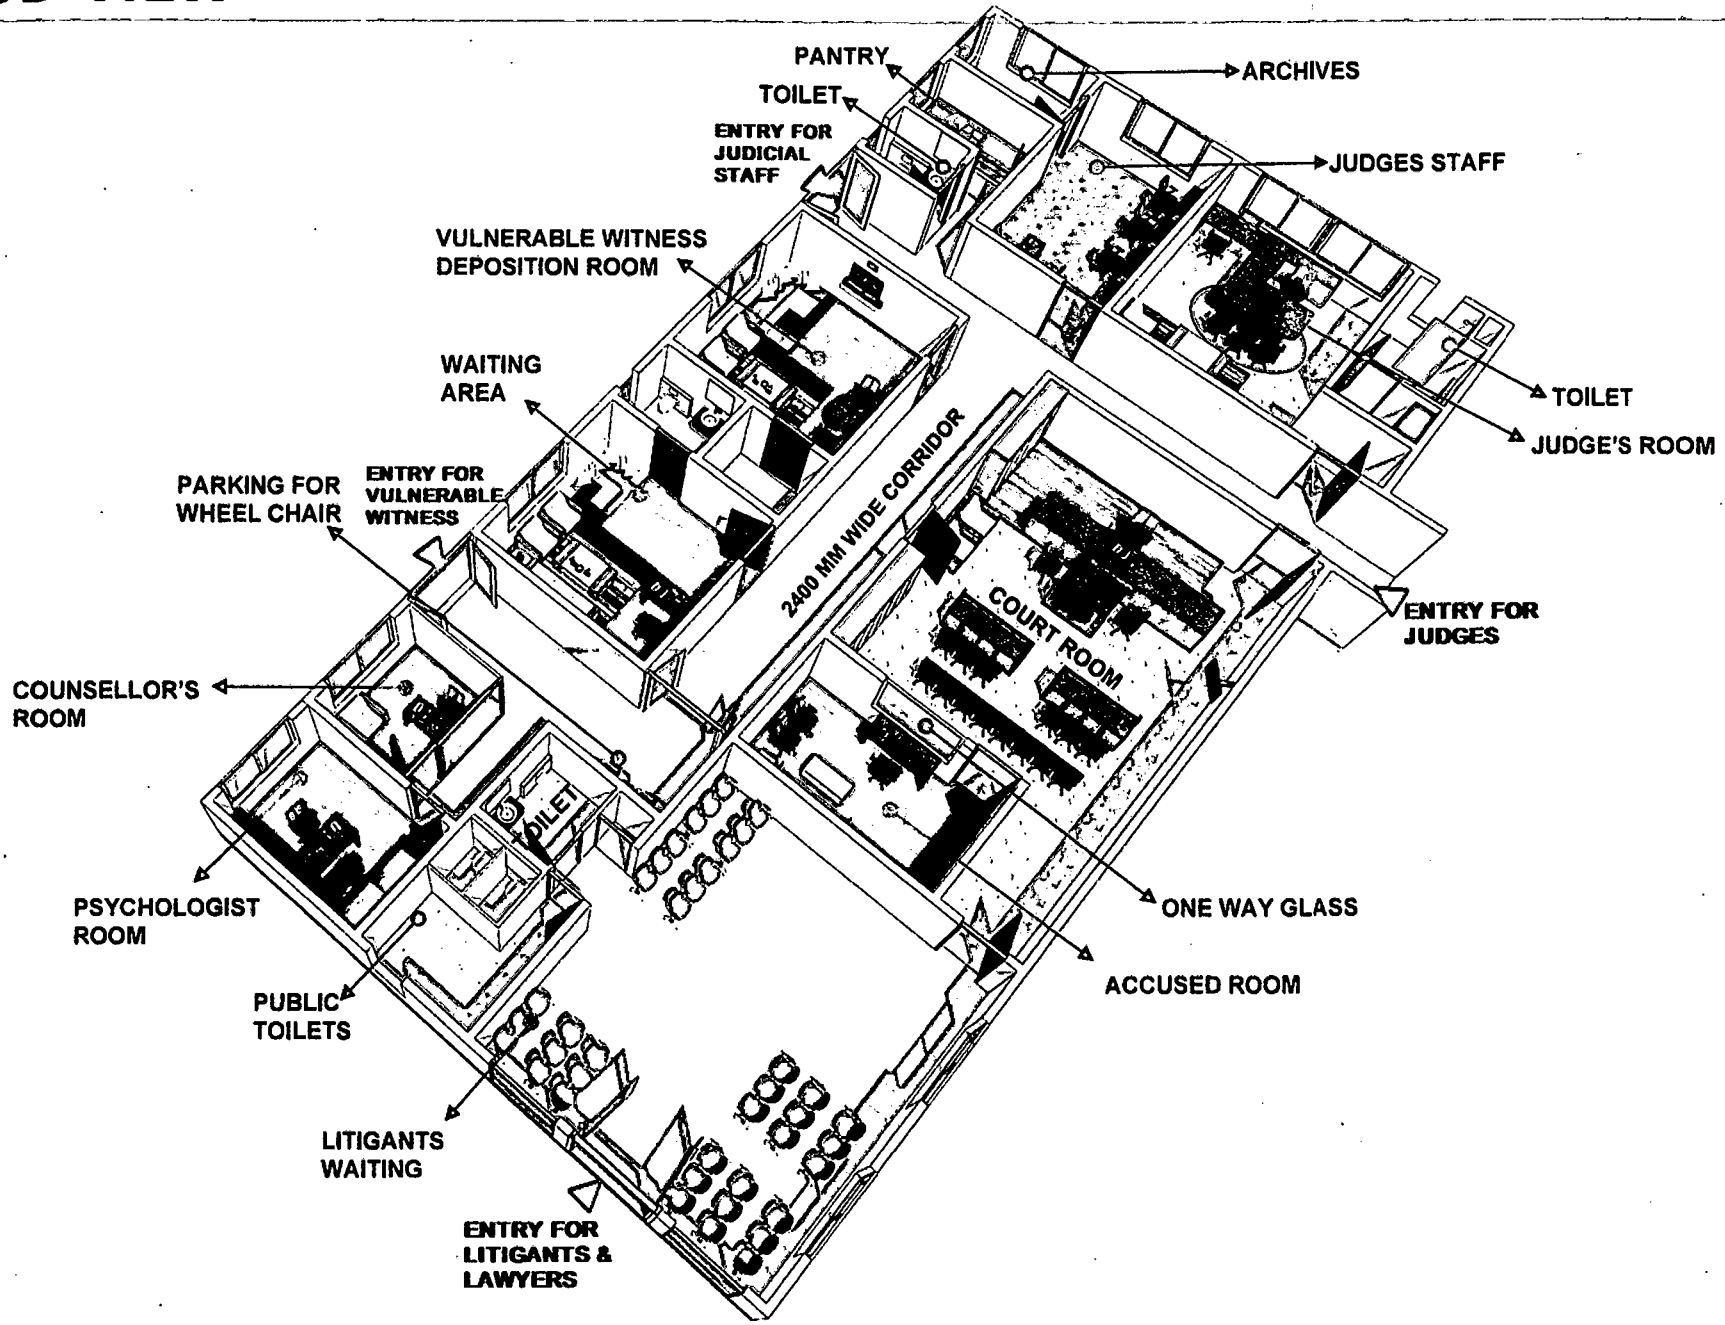 PANTRY
ARCHIVES
TOILET
ENTRY FOR
JUDICIAL
STAFF
JUDGES STAFF
VULNERABLE WITNESS
DEPOSITION ROOM
WAITING
AREA
TOILET
JUDGE'S ROOM
PARKING FOR
WHEEL CHAIR
ENTRY FOR
VULNERABLE
WITNESS
2400 MM WIDE CORRIDOR
COURT ROOM
ENTRY FOR
JUDGES
COUNSELLOR'S
ROOM
TOILET
PSYCHOLOGIST
ROOM
ONE WAY GLASS
ACCUSED ROOM
PUBLIC
TOILETS
LITIGANTS
WAITING
ENTRY FOR
LITIGANTS &
LAWYERS